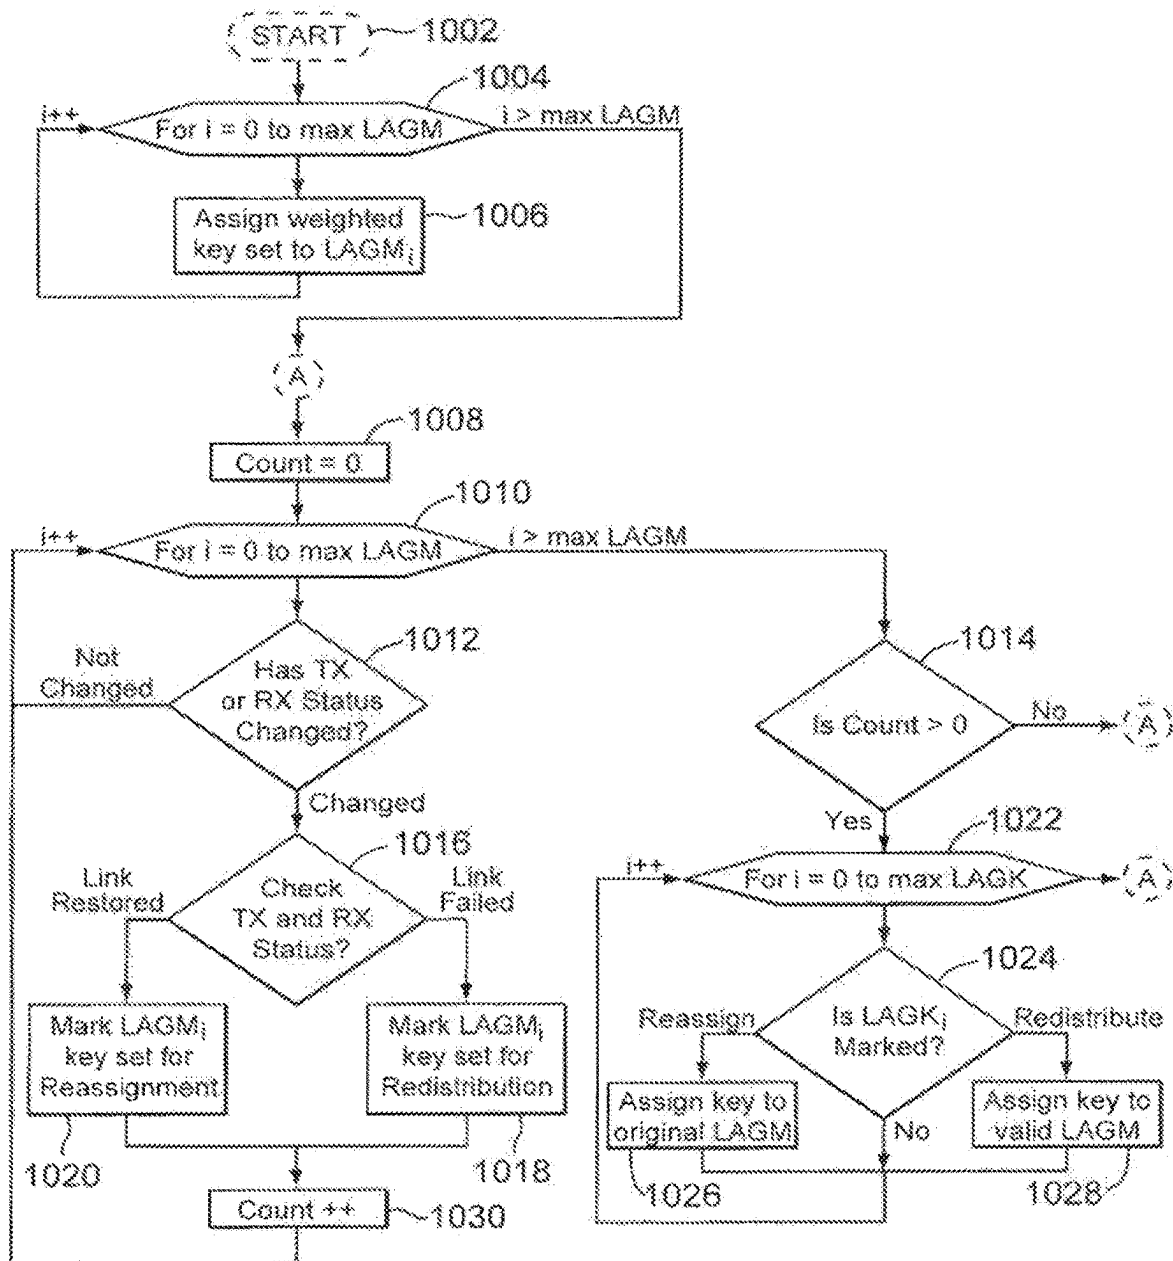 START
1002
1004
i++
For i = 0 to max LAGM
i > max LAGM
1006
Assign weighted
key set to LAGMi
A
1008
Count = 0
1010
i++
For i = 0 to max LAGM
i > max LAGM
1012
Not
Changed
Has TX
or RX Status
Changed?
1014
Is Count > 0
No
A
Changed
Yes
1016
1022
Link
Restored
Check
TX and RX
Status?
Link
Failed
i++
For i = 0 to max LAGK
A
1024
Mark LAGMi
key set for
Reassignment
Mark LAGMi
key set for
Redistribution
Reassign
Is LAGKi
Marked?
Redistribute
Assign key to
original LAGM
No
Assign key to
valid LAGM
1020
1018
1026
1028
Count ++
1030